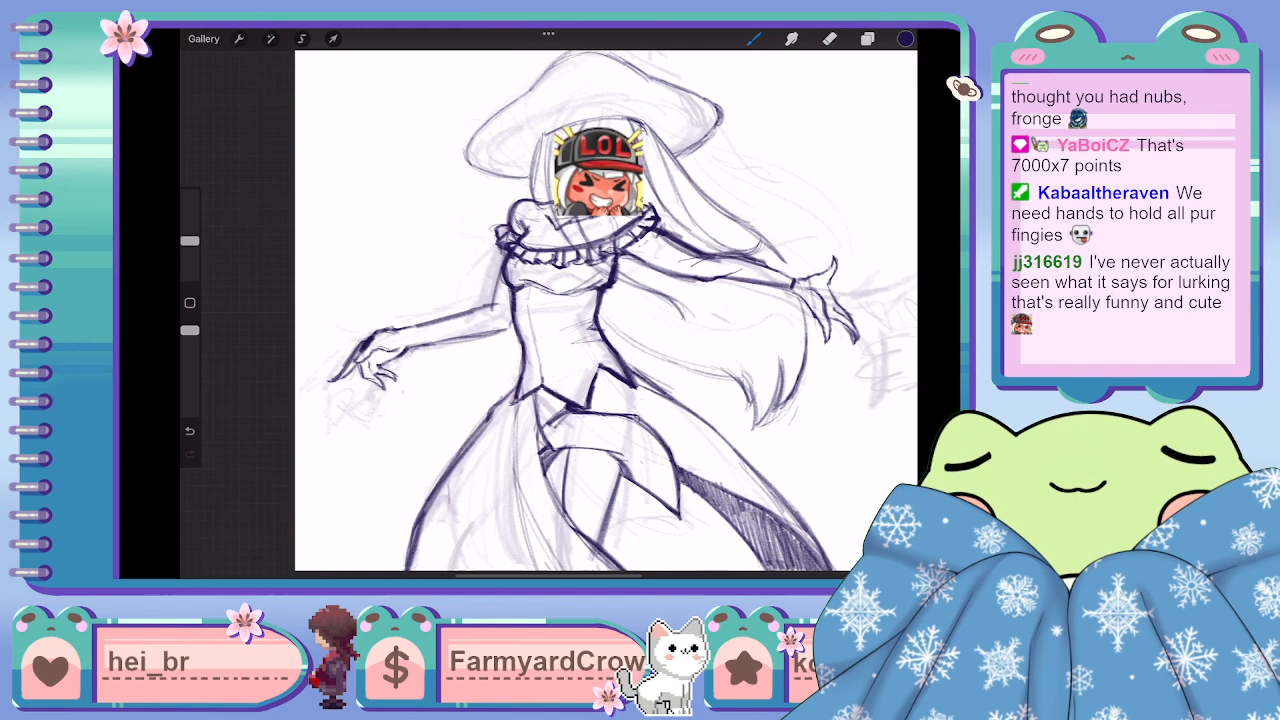 Gallery
LOL
thought you had nubs,
fronge
YaBoiCZ That's
7000x7 points
Kabaaltheraven We
need hands to hold all pur
fingies
jj316619 I've never actually
seen what it says for lurking
that's really funny and cute
hei_br
FarmyardCrow